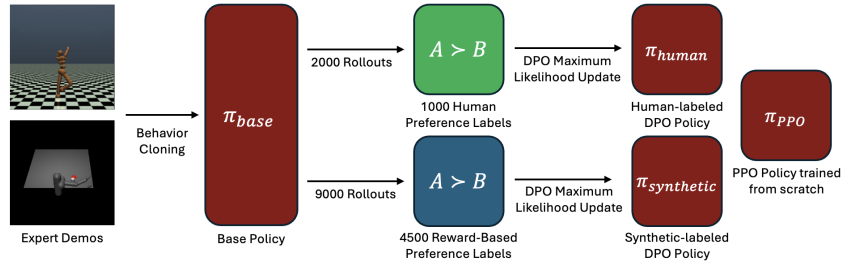 Expert Demos
Behavior
Cloning
π_base
Base Policy
2000 Rollouts
A ≻ B
1000 Human
Preference Labels
DPO Maximum
Likelihood Update
π_human
Human-labeled
DPO Policy
9000 Rollouts
A ≻ B
4500 Reward-Based
Preference Labels
DPO Maximum
Likelihood Update
π_synthetic
Synthetic-labeled
DPO Policy
π_PPO
PPO Policy trained
from scratch